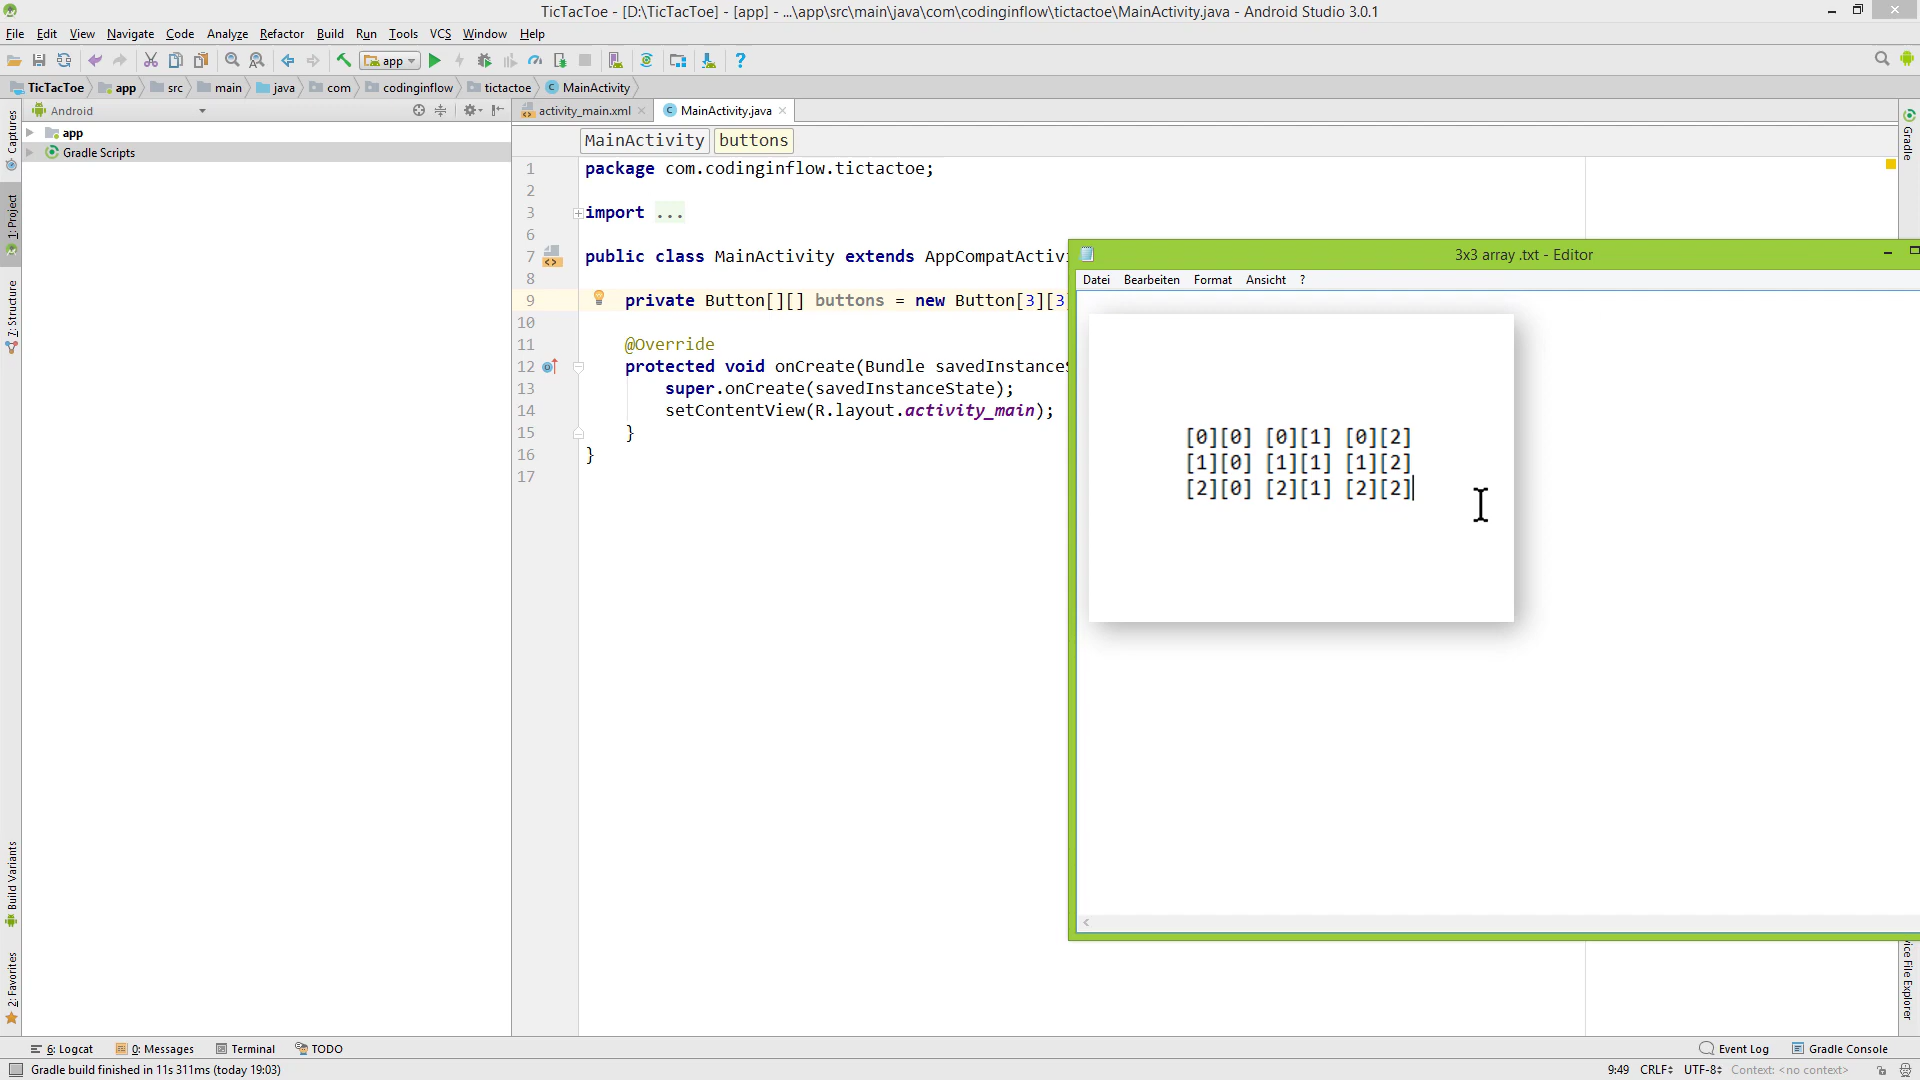 TicTacToe - [D:\TicTacToe] - [app] - ...\app\src\main\java\com\codinginflow\tictactoe\MainActivity.java - Android Studio 3.0.1
File Edit View Navigate Code Analyze Refactor Build Run Tools VCS Window Help
app
TicTacToe app src main java com codinginflow tictactoe MainActivity
Android
activity_main.xml MainActivity.java
app
Gradle Scripts
MainActivity buttons
1 package com.codinginflow.tictactoe;
2
3 import ...
6
7 public class MainActivity extends AppCompatActivi
8
9 private Button[][] buttons = new Button[3][3]
10
11 @Override
12 protected void onCreate(Bundle savedInstanceS
13 super.onCreate(savedInstanceState);
14 setContentView(R.layout.activity_main);
15 }
16 }
17
3x3 array .txt - Editor
Datei Bearbeiten Format Ansicht ?
[0][0] [0][1] [0][2]
[1][0] [1][1] [1][2]
[2][0] [2][1] [2][2]
Captures
1: Project
7: Structure
Build Variants
2: Favorites
Gradle
vice File Explorer
6: Logcat 0: Messages Terminal TODO
Event Log Gradle Console
Gradle build finished in 11s 311ms (today 19:03)
9:49 CRLF UTF-8 Context: <no context>